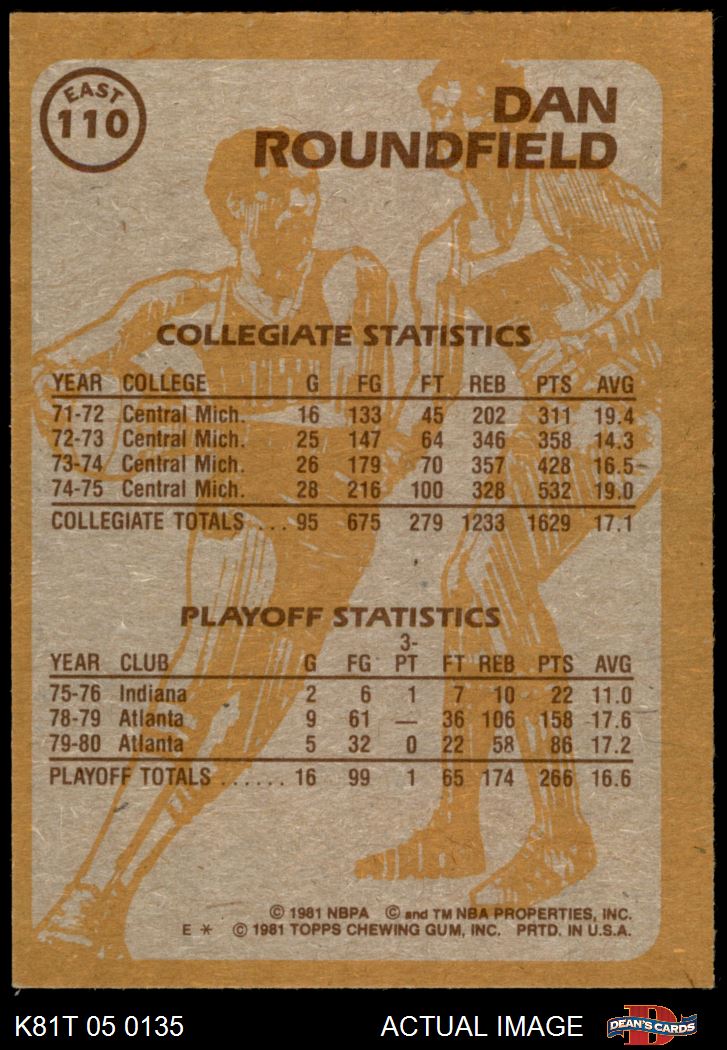 EAST
110
DAN
ROUNDFIELD
COLLEGIATE STATISTICS
YEAR COLLEGE G FG FT REB PTS AVG
71-72 Central Mich. 16 133 45 202 311 19.4
72-73 Central Mich. 25 147 64 346 358 14.3
73-74 Central Mich. 26 179 70 357 428 16.5
74-75 Central Mich. 28 216 100 328 532 19.0
COLLEGIATE TOTALS ... 95 675 279 1233 1629 17.1
PLAYOFF STATISTICS
3-
YEAR CLUB G FG PT FT REB PTS AVG
75-76 Indiana 2 6 1 7 10 22 11.0
78-79 Atlanta 9 61 — 36 106 158 17.6
79-80 Atlanta 5 32 0 22 58 86 17.2
PLAYOFF TOTALS ...... 16 99 1 65 174 266 16.6
© 1981 NBPA © and TM NBA PROPERTIES, INC.
E * © 1981 TOPPS CHEWING GUM, INC. PRTD. IN U.S.A.
K81T 05 0135 ACTUAL IMAGE DEAN'S CARDS